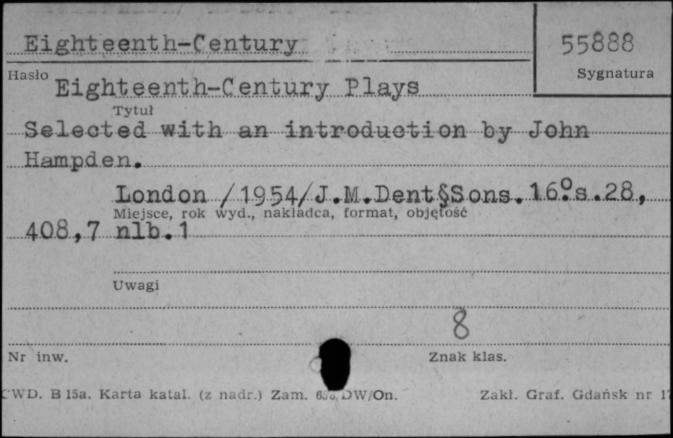 Eighteenth-Century 55888
Hasło Sygnatura
Eighteenth-Century Plays
Tytuł
Selected with an introduction by John
Hampden.
London /1954/J.M.Dent§Sons.16º.s.28,
Miejsce, rok wyd., nakładca, format, objętość
408,7 nlb.1
Uwagi
8
Nr inw. Znak klas.
CWD. B 15a. Karta katal. (z nadr.) Zam. DW/On. Zakł. Graf. Gdańsk nr